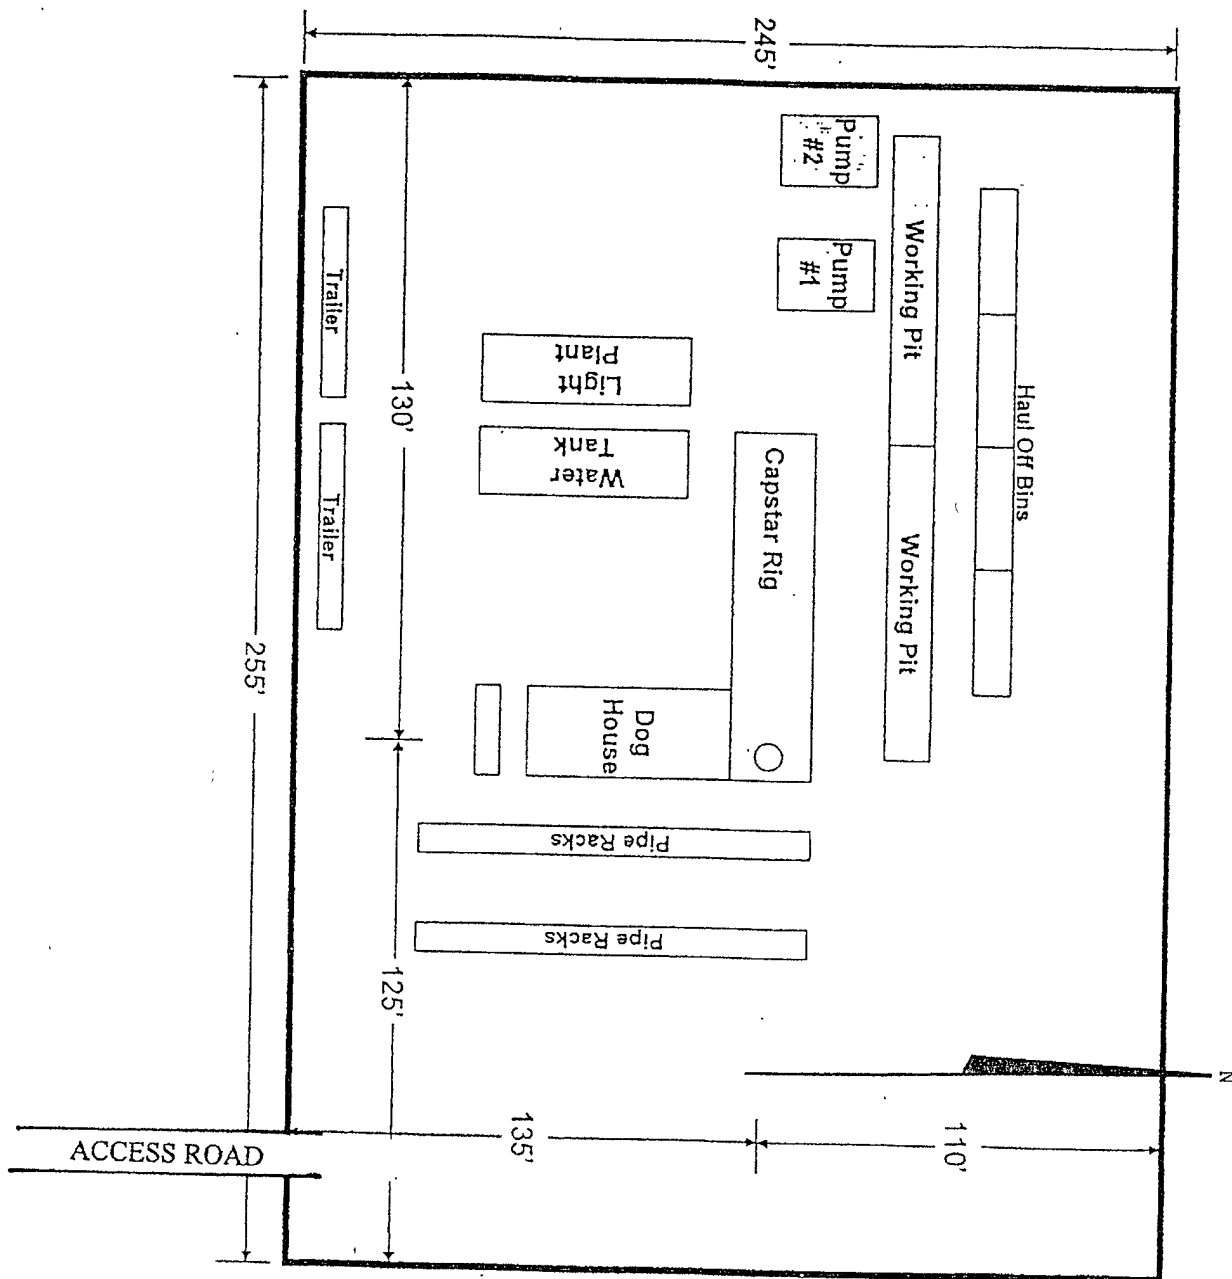 245'
Pump
#2
Pump
#1
Working Pit
Working Pit
Haul Off Bins
Trailer
Trailer
130'
Light
Plant
Water
Tank
Capstar Rig
Dog
House
255'
Pipe Racks
Pipe Racks
125'
N
135'
110'
ACCESS ROAD